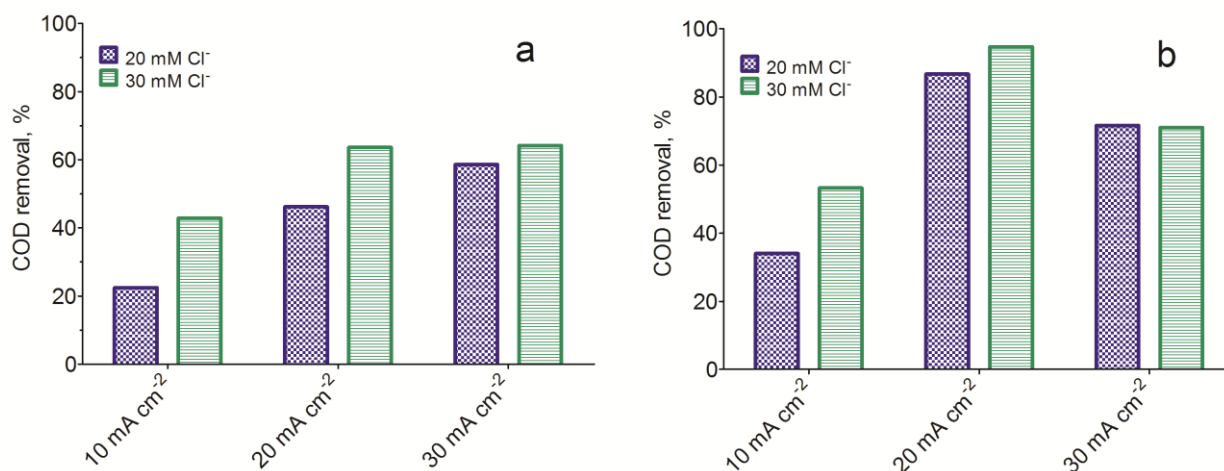 a
20 mM Cl⁻
30 mM Cl⁻
COD removal, %
100
80
60
40
20
0
10 mA cm⁻²
20 mA cm⁻²
30 mA cm⁻²
b
20 mM Cl⁻
30 mM Cl⁻
COD removal, %
100
80
60
40
20
0
10 mA cm⁻²
20 mA cm⁻²
30 mA cm⁻²